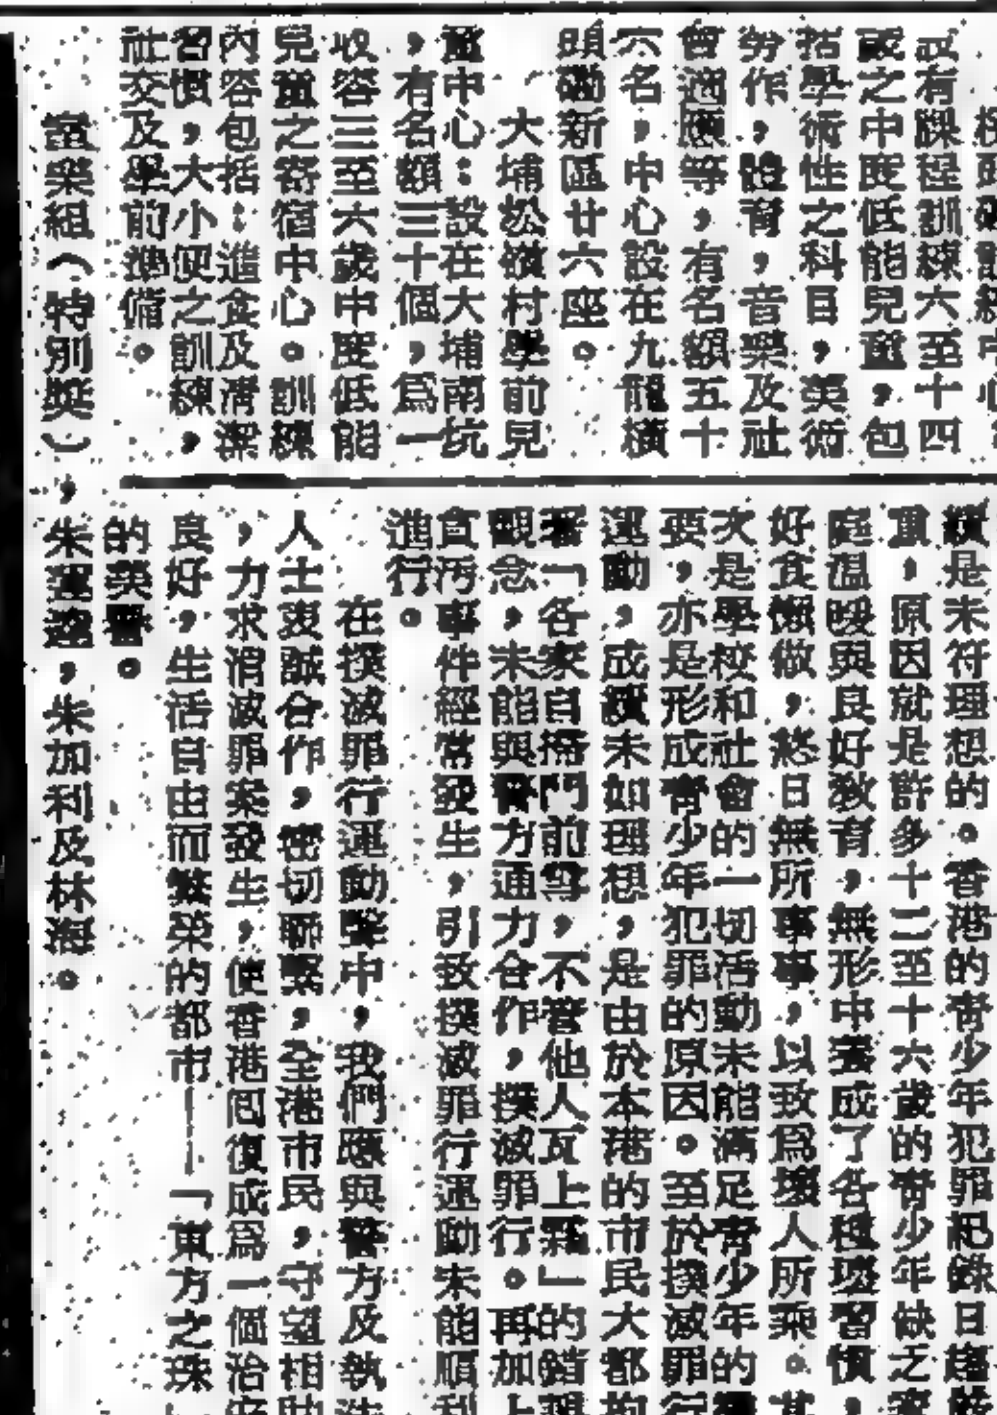 設有課程訓練六至十四
歲之中度低能兒童,包
括學術性之科目,美術
勞作,體育,音樂及社
會適應等,有名額五十
六名,中心設在九龍橫
頭磡新區廿六座。
大埔松嶺村學前兒
童中心:設在大埔南坑
,有名額三十個,爲一
收容三至六歲中度低能
兒童之寄宿中心。訓練
內容包括:進食及清潔
習慣,大小便之訓練,
社交及學前準備。
童樂組(特別獎),朱,朱加利及林海。
是未符理想的。香港的靑少年犯罪紀錄日
,原因就是許多十二至十六歲的靑少年缺乏家
庭溫暖與良好敎育,無形中養成了各種壞習慣,
好食懶做,終日無所事事,以致爲壞人所乘。其
次是學校和社會的一切活動未能滿足靑少年的
要,亦是形成靑少年犯罪的原因。至於撲滅罪行
運動,成績未如理想,是由於本港的市民大都抱
著「各家自掃門前雪,不管他人瓦上霜」的錯誤
觀念,未能與警方通力合作,撲滅罪行。再加上
貪污事件經常發生,引致撲滅罪行運動未能順利
進行。
在撲滅罪行運動聲中,我們應與警方及執法
人士衷誠合作,密切聯繫,全港市民,守望相助
,力求消滅罪案發生,使香港囘復成爲一個治安
良好,生活自由而繁榮的都市——「東方之珠」
的美譽。